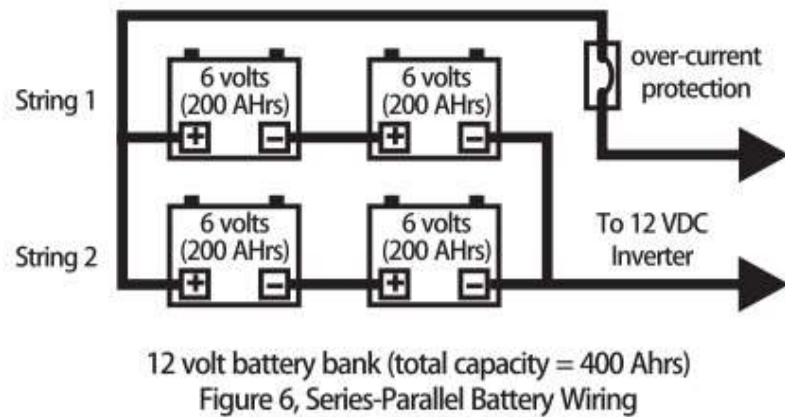 6 volts
(200 AHrs)
6 volts
(200 AHrs)
over-current
protection
String 1
+
−
+
−
6 volts
(200 AHrs)
6 volts
(200 AHrs)
To 12 VDC
Inverter
String 2
+
−
+
−
12 volt battery bank (total capacity = 400 Ahrs)
Figure 6, Series-Parallel Battery Wiring